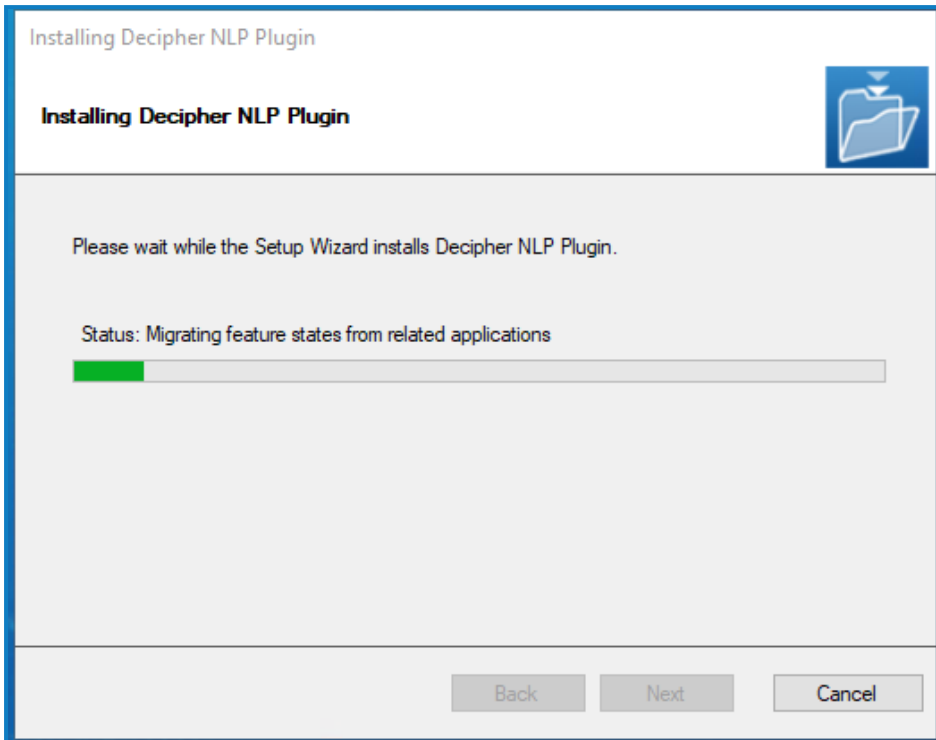 Installing Decipher NLP Plugin
Installing Decipher NLP Plugin
Please wait while the Setup Wizard installs Decipher NLP Plugin.
Status: Migrating feature states from related applications
Back Next Cancel